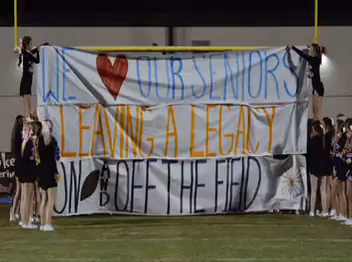 WE OUR SENIORS
LEAVING A LEGACY
ON AND OFF THE FIELD